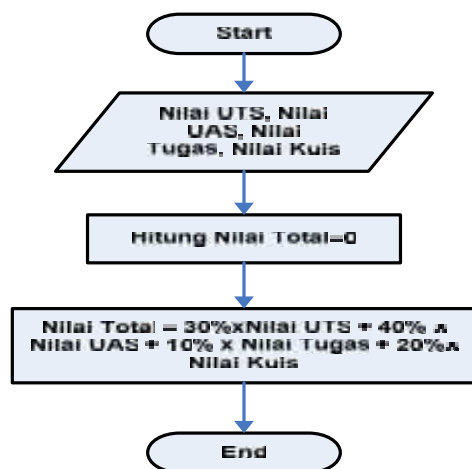 Start
Nilai UTS, Nilai
UAS, Nilai
Tugas, Nilai Kuis
Hitung Nilai Total=0
Nilai Total = 30%xNilai UTS + 40% x
Nilai UAS + 10% x Nilai Tugas + 20%x
Nilai Kuis
End